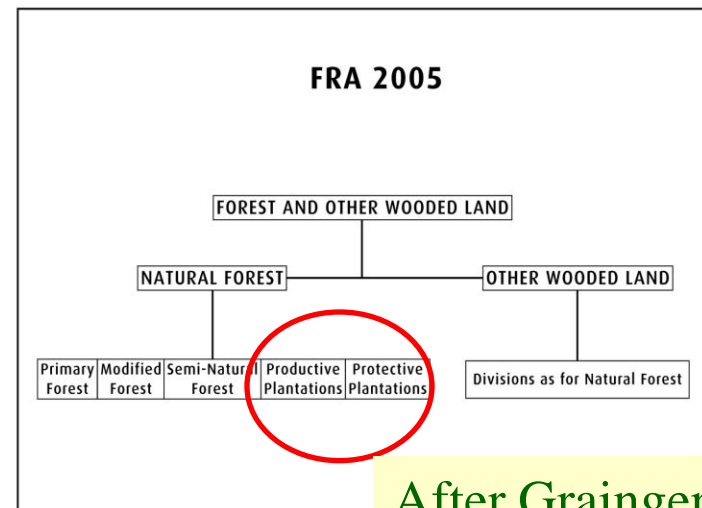 FRA 2005
FOREST AND OTHER WOODED LAND
NATURAL FOREST
OTHER WOODED LAND
Primary Forest
Modified Forest
Semi-Natural Forest
Productive Plantations
Protective Plantations
Divisions as for Natural Forest
After Grainger